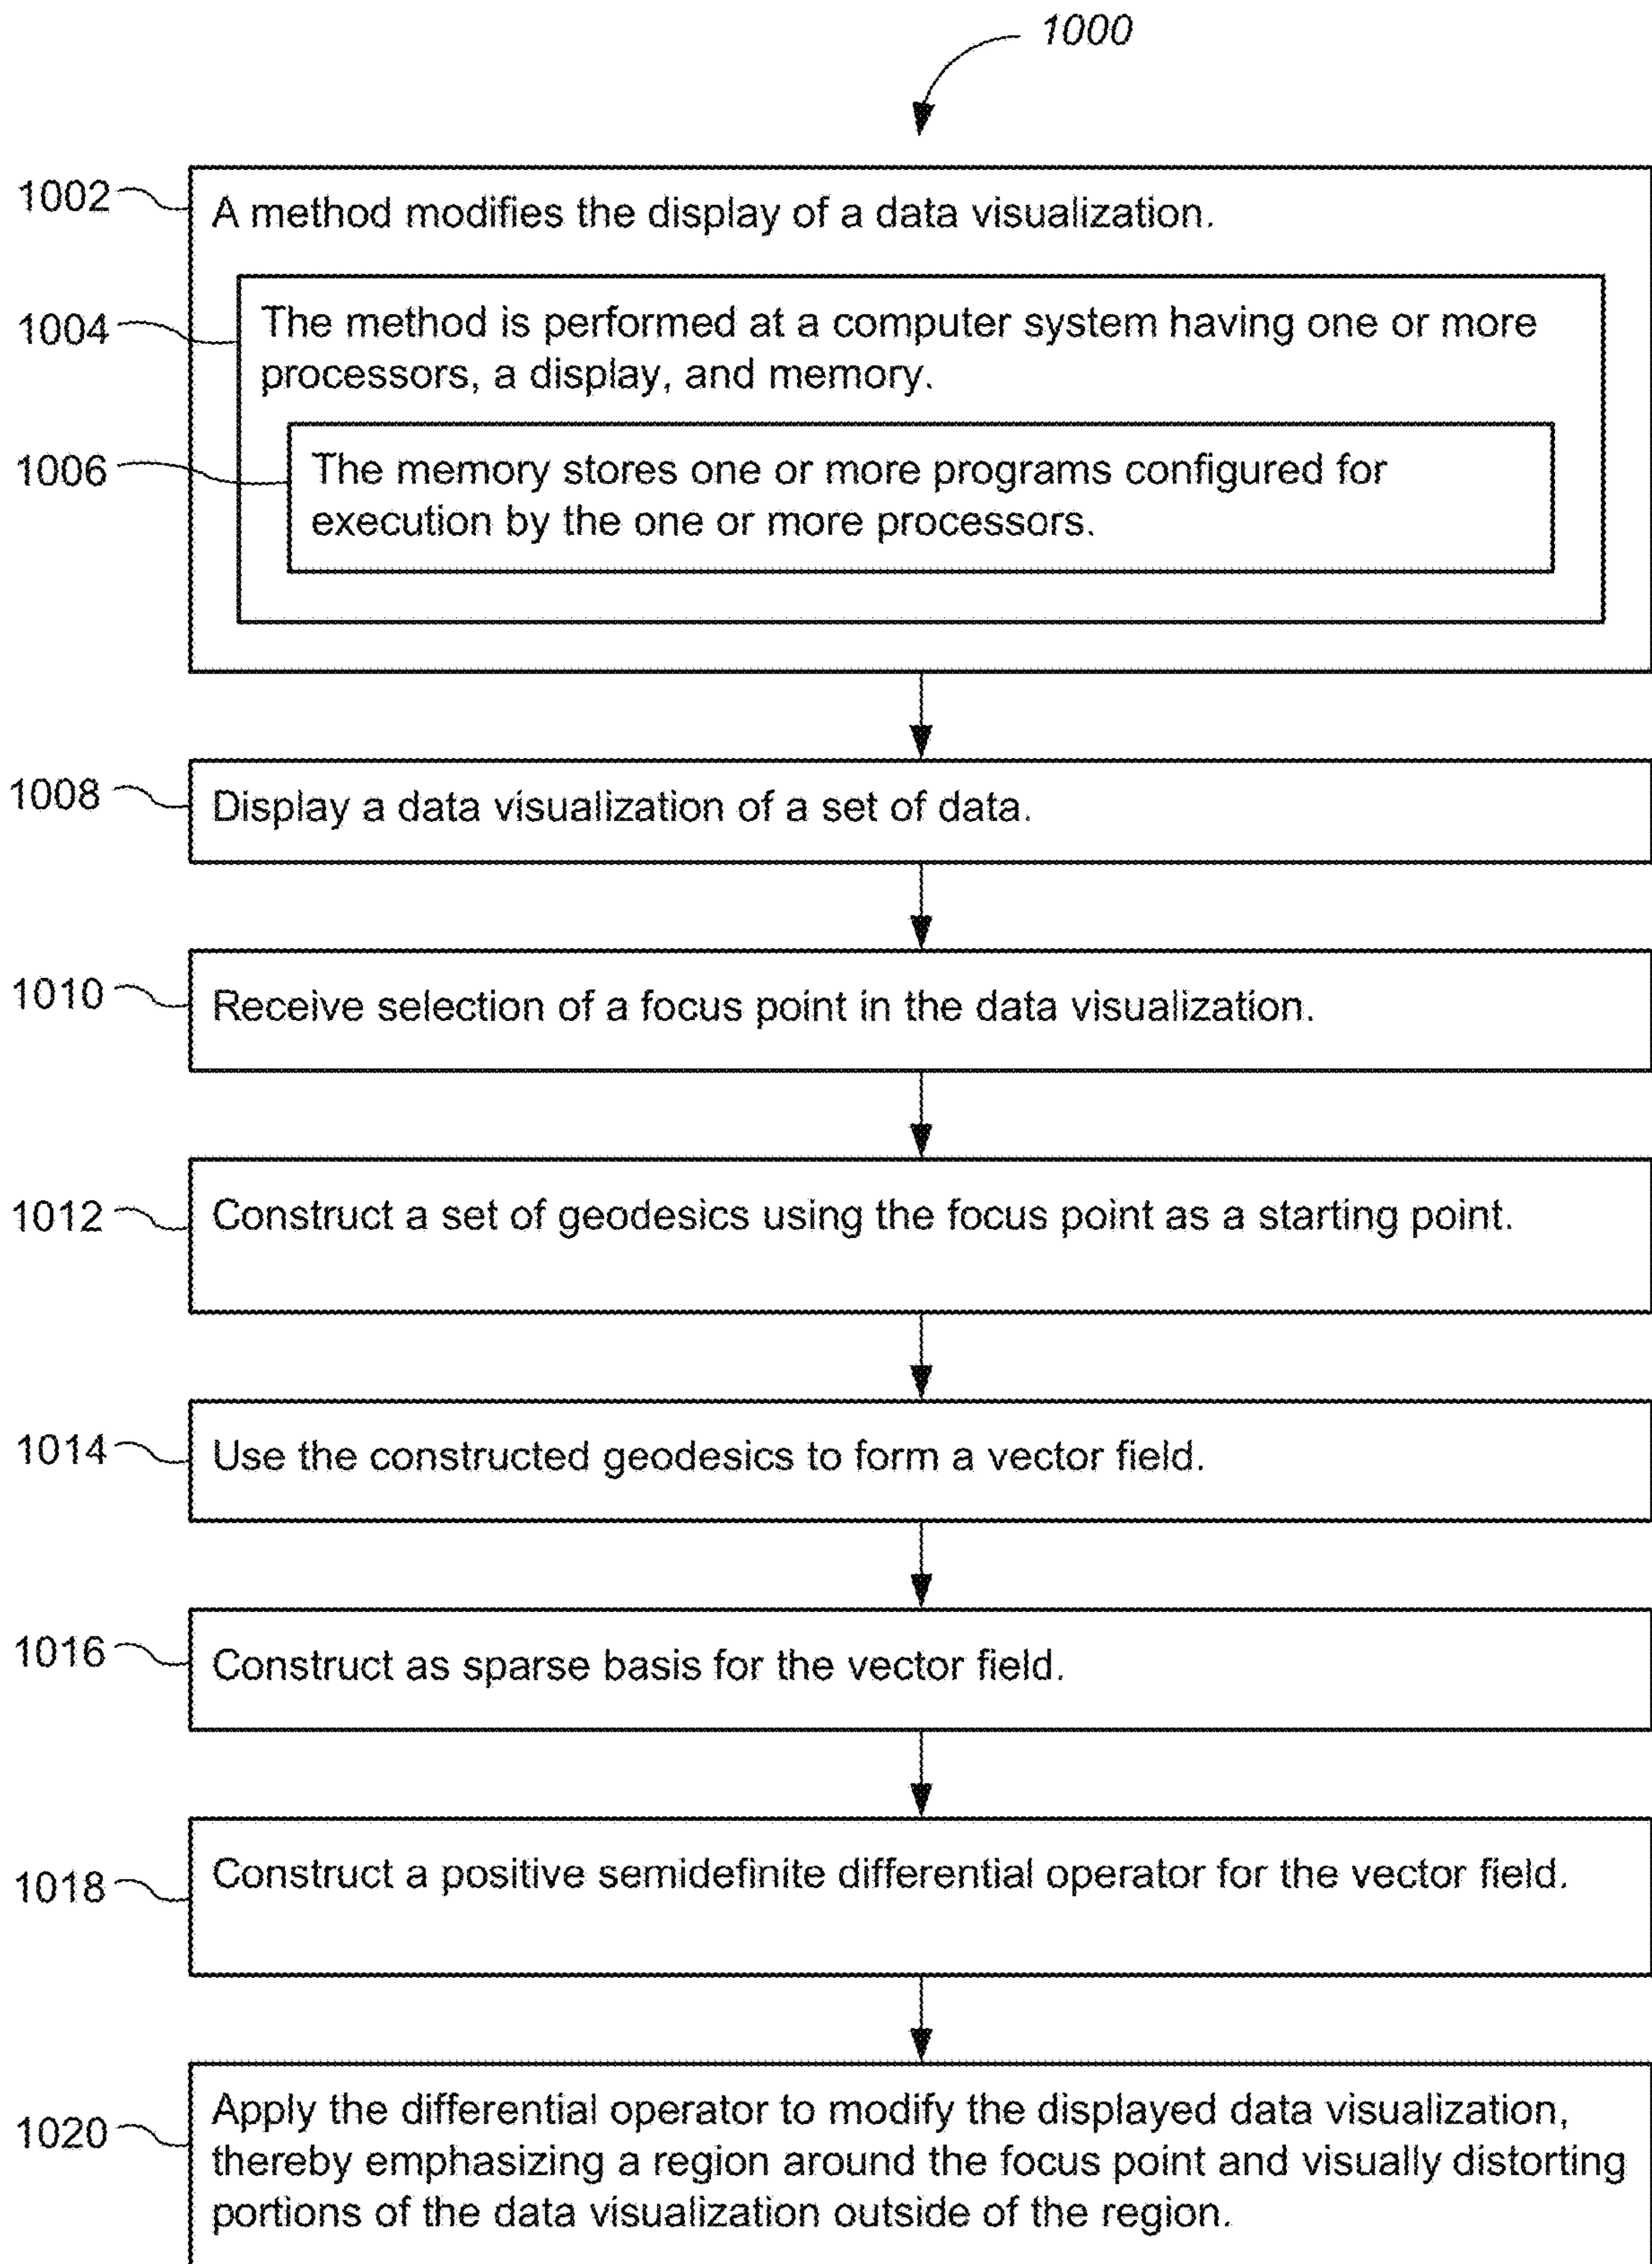 1000
1002
A method modifies the display of a data visualization.
1004
The method is performed at a computer system having one or more
processors, a display, and memory.
1006
The memory stores one or more programs configured for
execution by the one or more processors.
1008
Display a data visualization of a set of data.
1010
Receive selection of a focus point in the data visualization.
1012
Construct a set of geodesics using the focus point as a starting point.
1014
Use the constructed geodesics to form a vector field.
1016
Construct as sparse basis for the vector field.
1018
Construct a positive semidefinite differential operator for the vector field.
1020
Apply the differential operator to modify the displayed data visualization,
thereby emphasizing a region around the focus point and visually distorting
portions of the data visualization outside of the region.